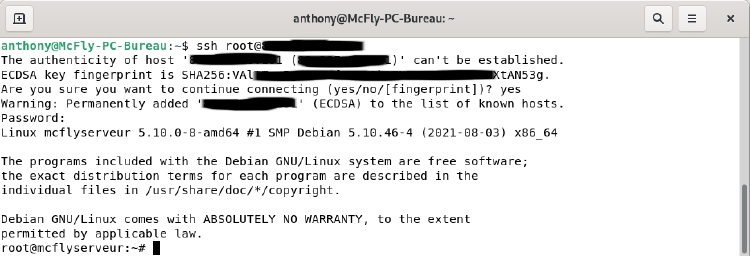 anthony@McFly-PC-Bureau: ~
anthony@McFly-PC-Bureau:~$ ssh root@
The authenticity of host ' ( )' can't be established.
ECDSA key fingerprint is SHA256:VAl XtAN53g.
Are you sure you want to continue connecting (yes/no/[fingerprint])? yes
Warning: Permanently added ' ' (ECDSA) to the list of known hosts.
Password:
Linux mcflyserveur 5.10.0-8-amd64 #1 SMP Debian 5.10.46-4 (2021-08-03) x86_64
The programs included with the Debian GNU/Linux system are free software;
the exact distribution terms for each program are described in the
individual files in /usr/share/doc/*/copyright.
Debian GNU/Linux comes with ABSOLUTELY NO WARRANTY, to the extent
permitted by applicable law.
root@mcflyserveur:~#